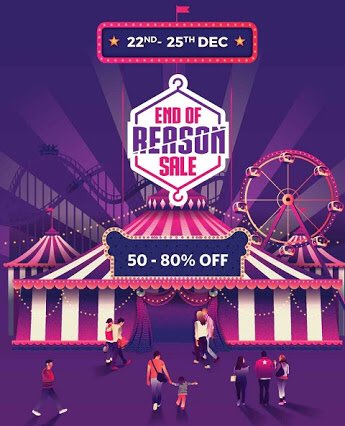 22ND- 25TH DEC
END OF
REASON
SALE
50 - 80% OFF